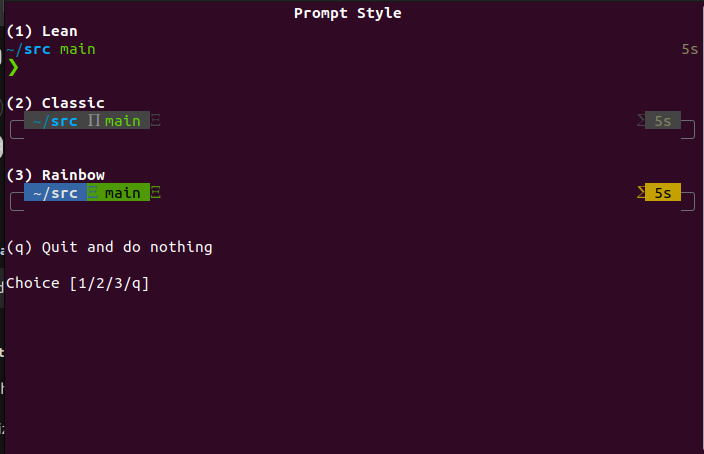 Prompt Style
(1) Lean
~/src main 5s
❯
(2) Classic
~/src Π main Ξ Σ 5s
(3) Rainbow
~/src Ξ main Ξ Σ 5s
(q) Quit and do nothing
Choice [1/2/3/q]